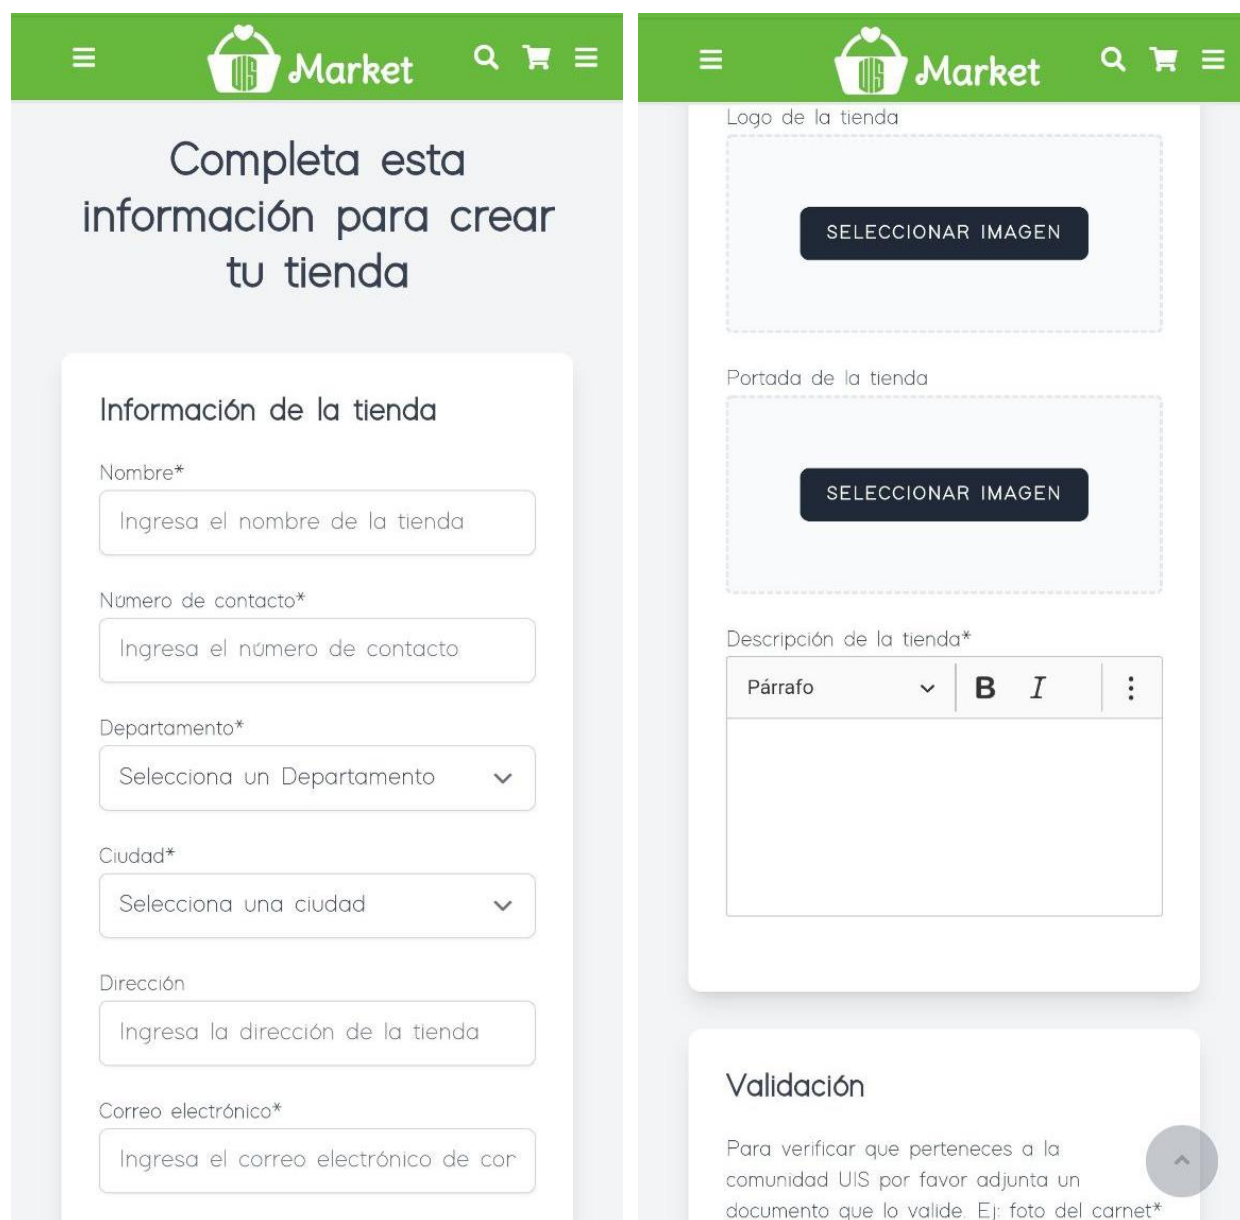 UIS Market
Completa esta
información para crear
tu tienda
Información de la tienda
Nombre*
Ingresa el nombre de la tienda
Número de contacto*
Ingresa el número de contacto
Departamento*
Selecciona un Departamento
Ciudad*
Selecciona una ciudad
Dirección
Ingresa la dirección de la tienda
Correo electrónico*
Ingresa el correo electrónico de cor
UIS Market
Logo de la tienda
SELECCIONAR IMAGEN
Portada de la tienda
SELECCIONAR IMAGEN
Descripción de la tienda*
Párrafo B I
Validación
Para verificar que perteneces a la
comunidad UIS por favor adjunta un
documento que lo valide. Ej: foto del carnet*